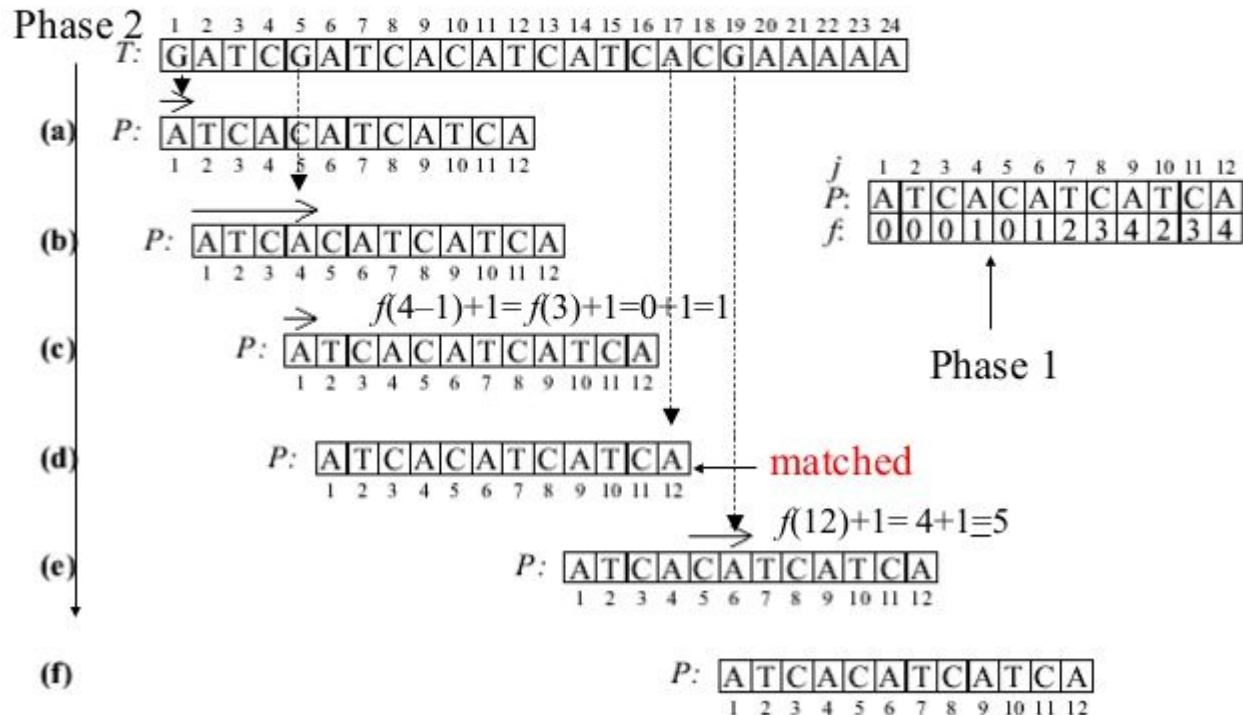 Phase 2
1 2 3 4 5 6 7 8 9 10 11 12 13 14 15 16 17 18 19 20 21 22 23 24
T: G A T C G A T C A C A T C A T C A C G A A A A A
(a) P: A T C A C A T C A T C A
1 2 3 4 5 6 7 8 9 10 11 12
j 1 2 3 4 5 6 7 8 9 10 11 12
P: A T C A C A T C A T C A
f: 0 0 0 1 0 1 2 3 4 2 3 4
(b) P: A T C A C A T C A T C A
1 2 3 4 5 6 7 8 9 10 11 12
f(4–1)+1= f(3)+1=0+1=1
(c) P: A T C A C A T C A T C A
1 2 3 4 5 6 7 8 9 10 11 12
Phase 1
(d) P: A T C A C A T C A T C A
1 2 3 4 5 6 7 8 9 10 11 12
matched
f(12)+1= 4+1=5
(e) P: A T C A C A T C A T C A
1 2 3 4 5 6 7 8 9 10 11 12
(f) P: A T C A C A T C A T C A
1 2 3 4 5 6 7 8 9 10 11 12